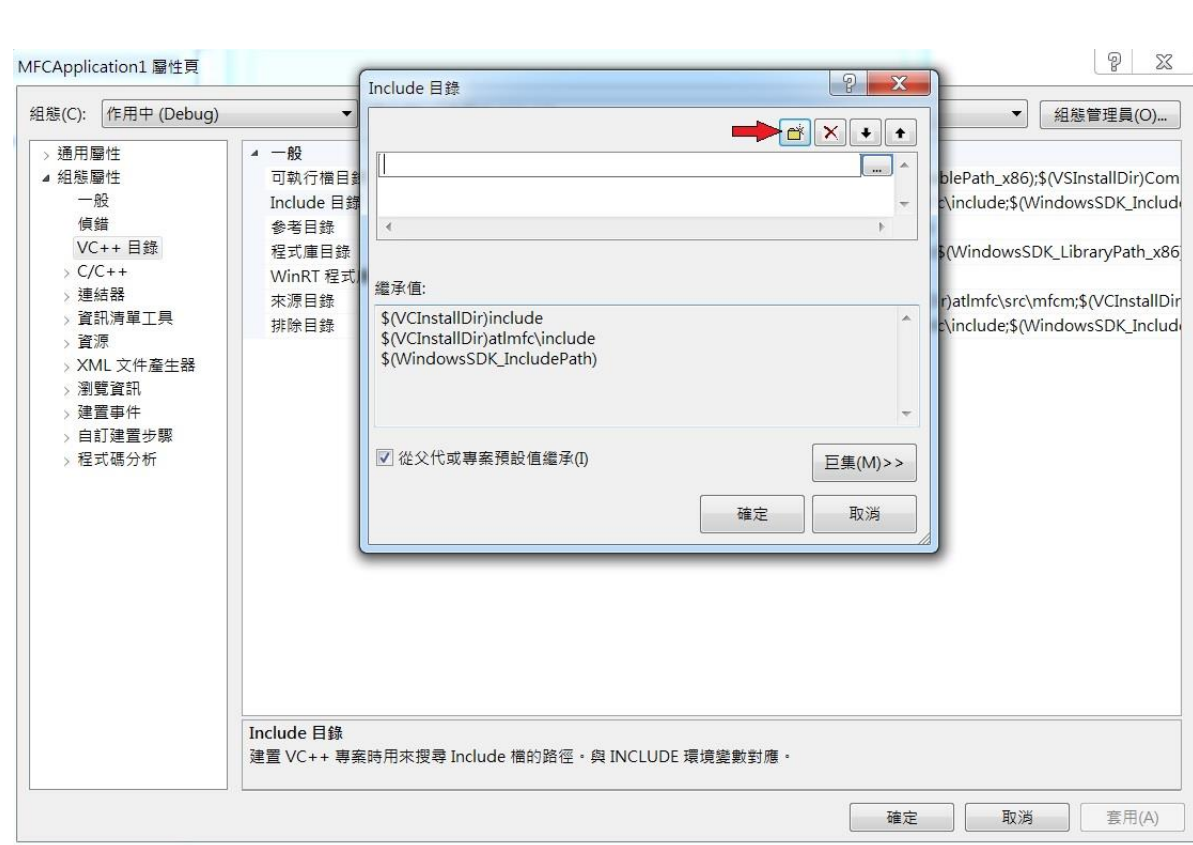 MFCApplication1 屬性頁
組態(C): 作用中 (Debug)
組態管理員(O)...
通用屬性
組態屬性
一般
偵錯
VC++ 目錄
C/C++
連結器
資訊清單工具
資源
XML 文件產生器
瀏覽資訊
建置事件
自訂建置步驟
程式碼分析
一般
可執行檔目錄
Include 目錄
參考目錄
程式庫目錄
WinRT 程式
來源目錄
排除目錄
blePath_x86);$(VSInstallDir)Com
c\include;$(WindowsSDK_Includ
$(WindowsSDK_LibraryPath_x86
r)atlmfc\src\mfcm;$(VCInstallDir
c\include;$(WindowsSDK_Includ
Include 目錄
...
繼承值:
$(VCInstallDir)include
$(VCInstallDir)atlmfc\include
$(WindowsSDK_IncludePath)
從父代或專案預設值繼承(I)
巨集(M)>>
確定
取消
Include 目錄
建置 VC++ 專案時用來搜尋 Include 檔的路徑。與 INCLUDE 環境變數對應。
確定
取消
套用(A)